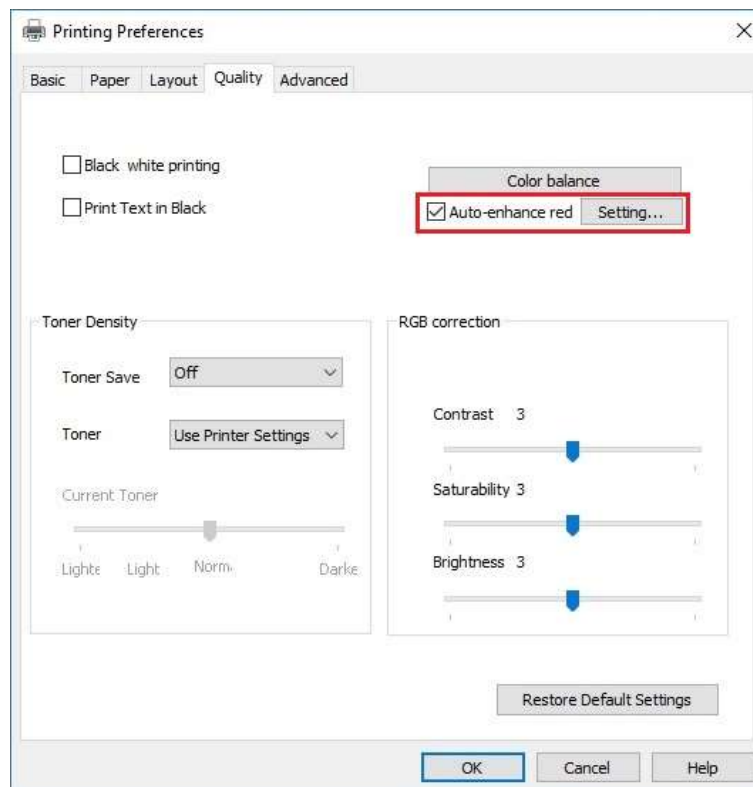 Printing Preferences
Basic Paper Layout Quality Advanced
Black white printing
Color balance
Print Text in Black
Auto-enhance red Setting...
Toner Density
RGB correction
Toner Save Off
Contrast 3
Toner Use Printer Settings
Saturability 3
Current Toner
Brightness 3
Lighte Light Norm Darke
Restore Default Settings
OK Cancel Help